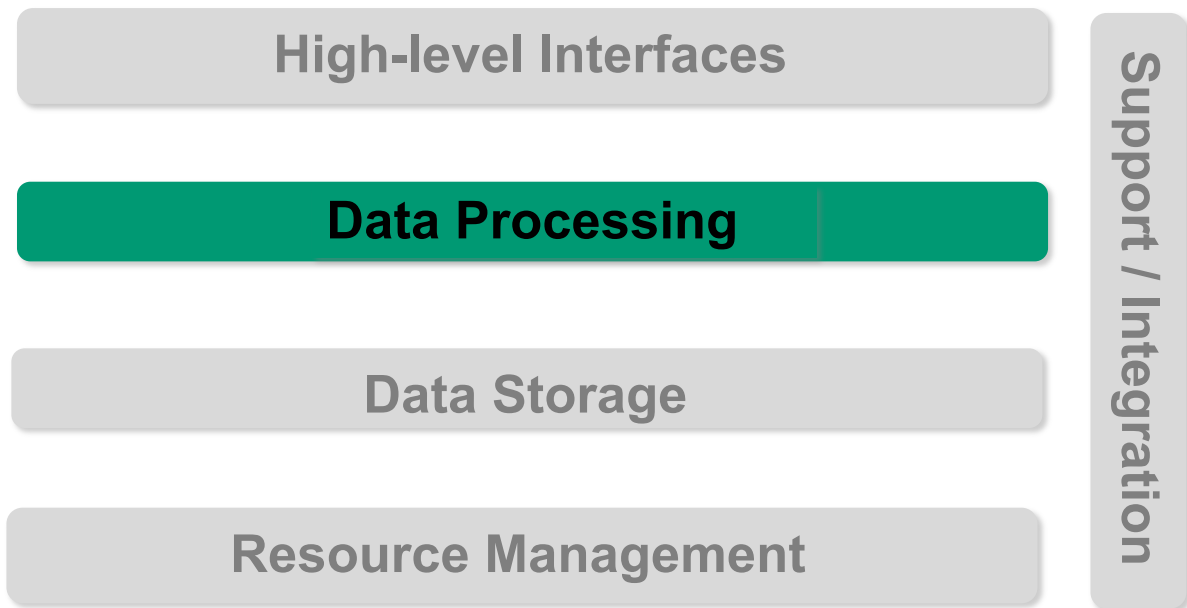 High-level Interfaces
Data Processing
Data Storage
Resource Management
Support / Integration